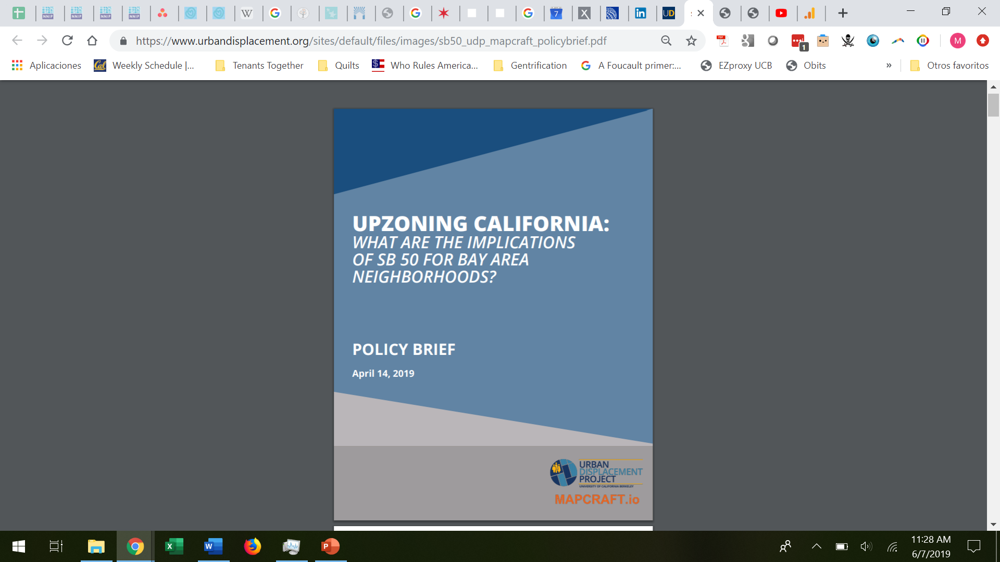 https://www.urbandisplacement.org/sites/default/files/images/sb50_udp_mapcraft_policybrief.pdf
Aplicaciones
Weekly Schedule |...
Tenants Together
Quilts
Who Rules America...
Gentrification
A Foucault primer:...
EZproxy UCB
Obits
»
Otros favoritos
UPZONING CALIFORNIA:
WHAT ARE THE IMPLICATIONS
OF SB 50 FOR BAY AREA
NEIGHBORHOODS?
POLICY BRIEF
April 14, 2019
URBAN
DISPLACEMENT
PROJECT
UNIVERSITY OF CALIFORNIA BERKELEY
MAPCRAFT.io
11:28 AM
6/7/2019